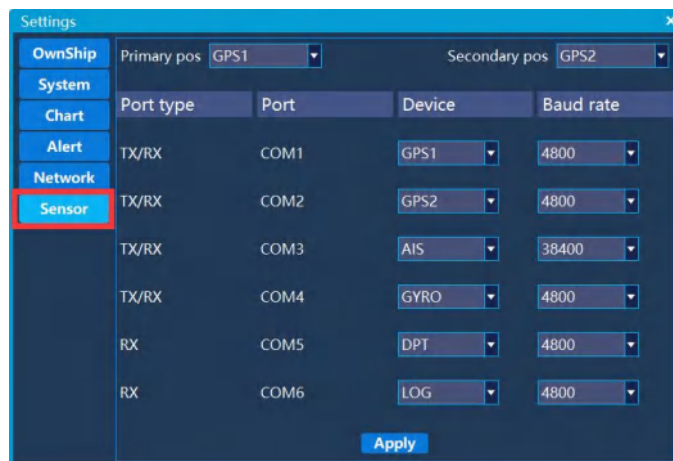 Settings
OwnShip
System
Chart
Alert
Network
Sensor
Primary pos GPS1 Secondary pos GPS2
Port type Port Device Baud rate
TX/RX COM1 GPS1 4800
TX/RX COM2 GPS2 4800
TX/RX COM3 AIS 38400
TX/RX COM4 GYRO 4800
RX COM5 DPT 4800
RX COM6 LOG 4800
Apply